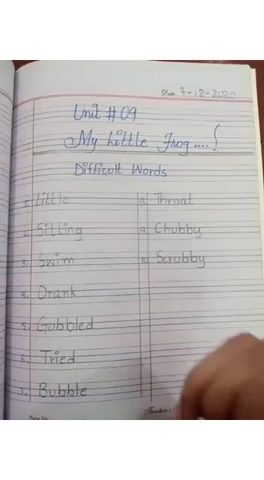 Date 7-12-2020
Unit # 09
My Little Frog....}
Difficult Words
1. Little
2. Sitting
3. Swim
4. Drank
5. Gobbled
6. Tried
7. Bubble
8. Throat
9. Chubby
10. Scrubby
Teacher's